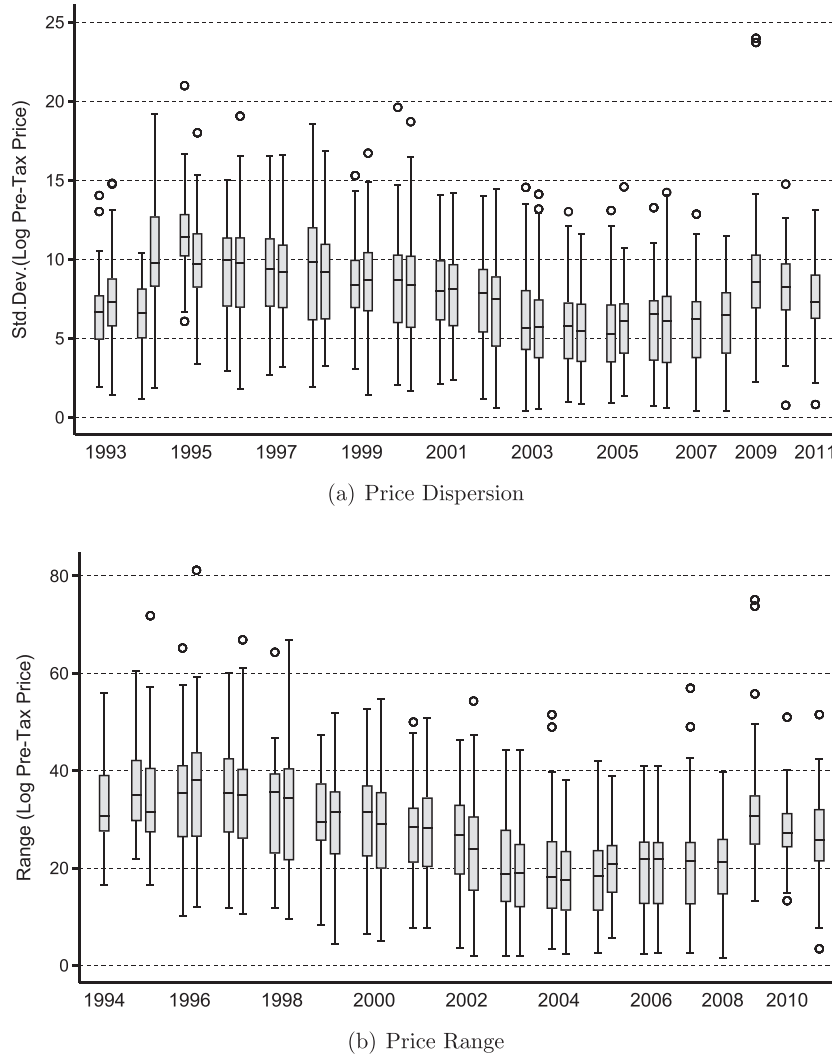 25
20
15
10
5
0
Std.Dev.(Log Pre-Tax Price)
1993 1995 1997 1999 2001 2003 2005 2007 2009 2011
(a) Price Dispersion
80
60
40
20
0
Range (Log Pre-Tax Price)
1994 1996 1998 2000 2002 2004 2006 2008 2010
(b) Price Range